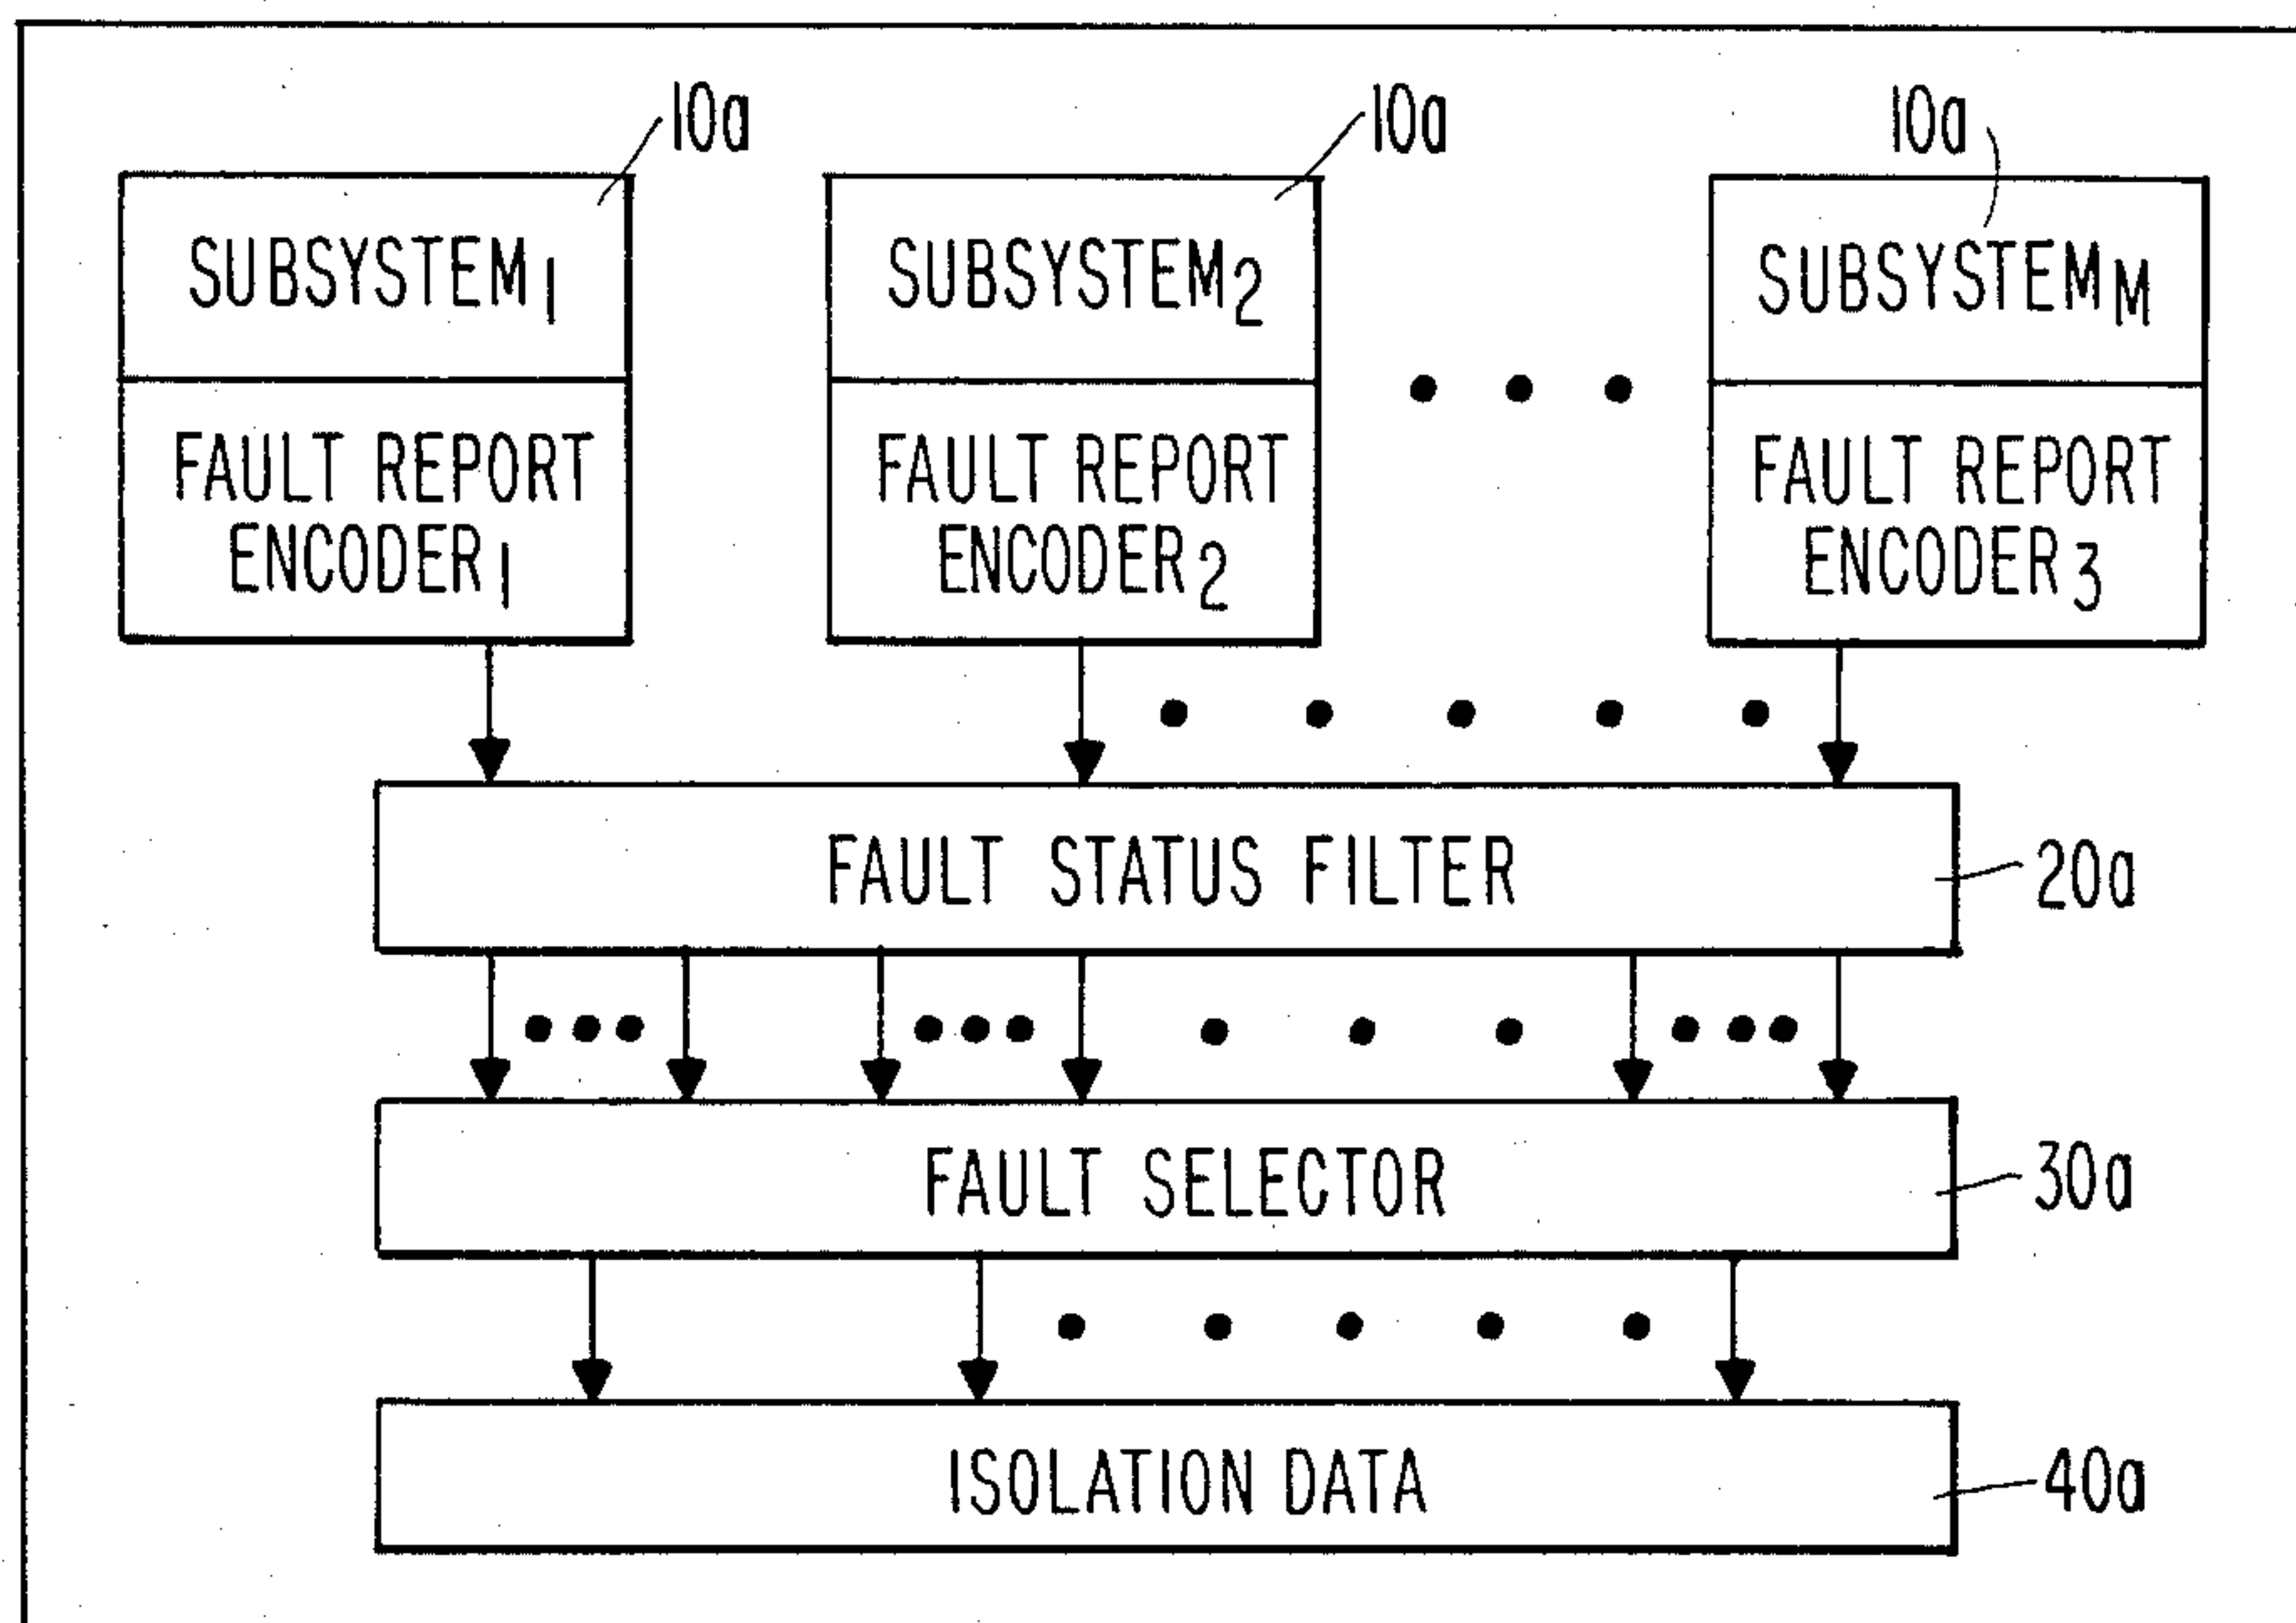 10a 10a 10a
SUBSYSTEM1 SUBSYSTEM2 SUBSYSTEMM
FAULT REPORT FAULT REPORT FAULT REPORT
ENCODER1 ENCODER2 ENCODER3
FAULT STATUS FILTER 20a
FAULT SELECTOR 30a
ISOLATION DATA 40a